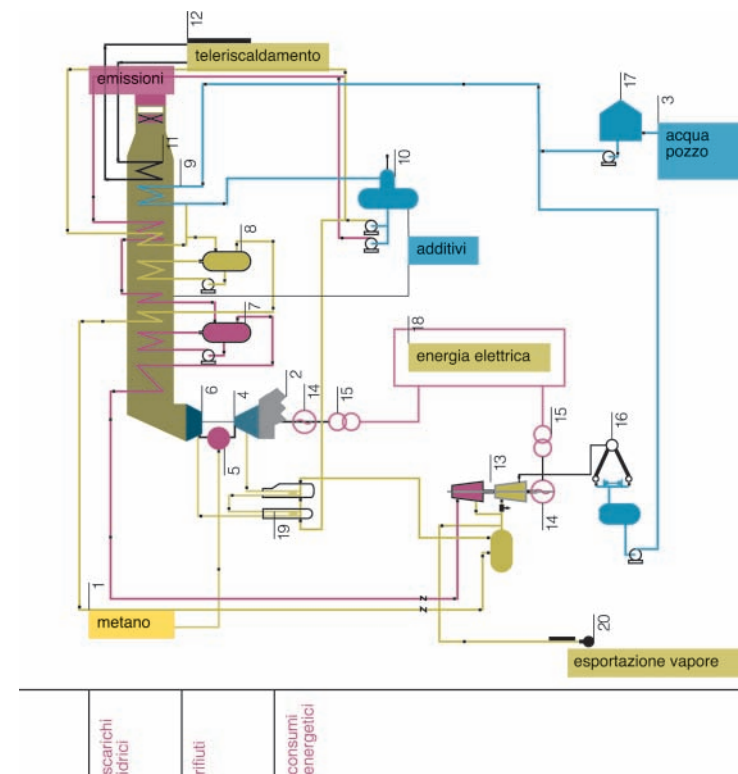 12
teleriscaldamento
emissioni
17
3
acqua
pozzo
11
9
10
additivi
8
7
18
energia elettrica
6
4
2
14
15
5
15
16
13
14
19
1
metano
z
z
20
esportazione vapore
scarichi
idrici
rifiuti
consumi
energetici